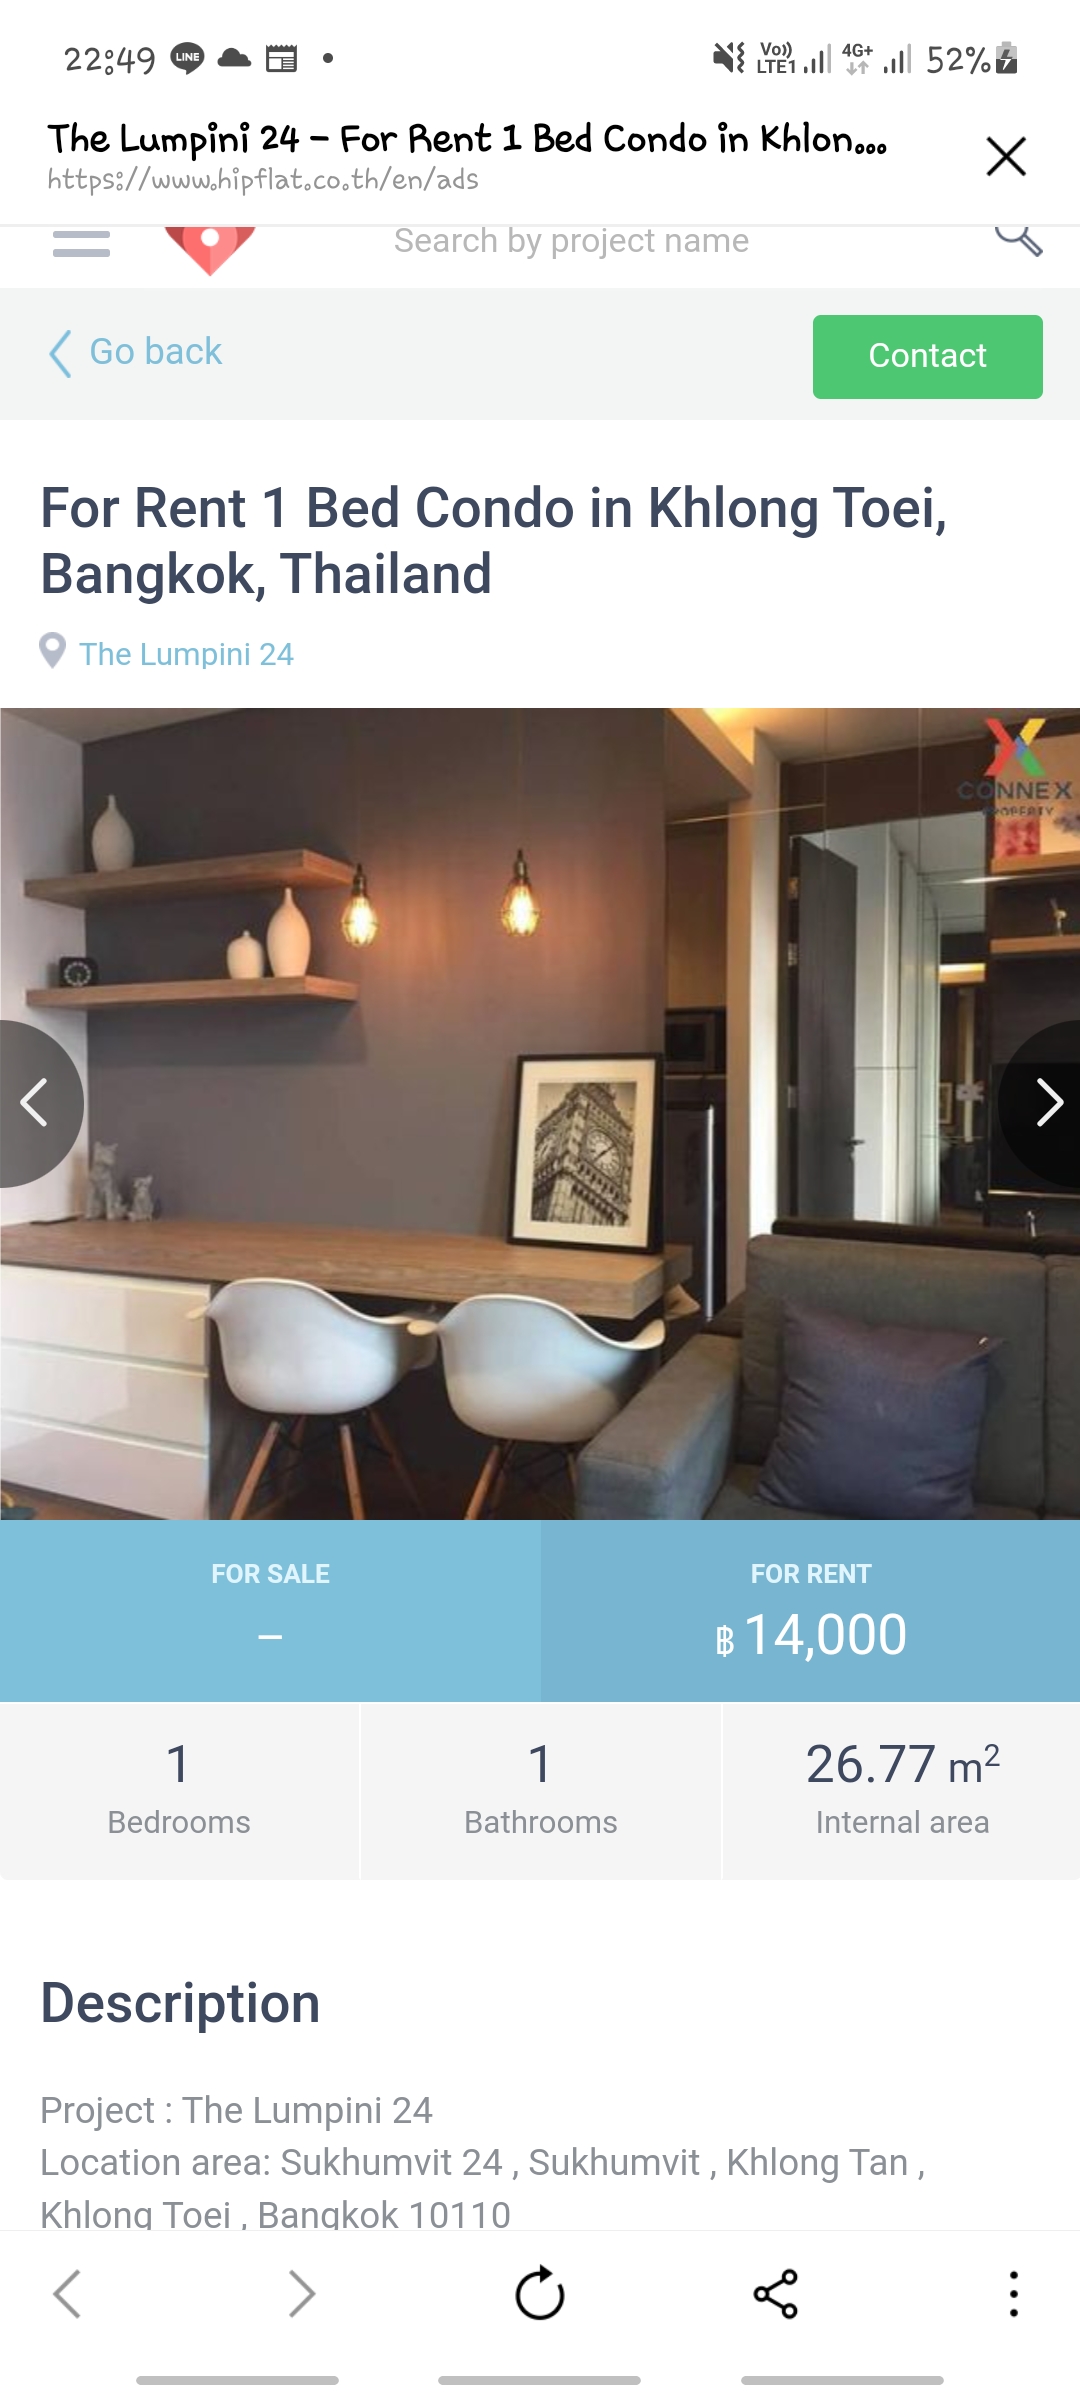 22:49 LINE Vo)) LTE1 4G+ 52%
The Lumpini 24 – For Rent 1 Bed Condo in Khlon...
https://www.hipflat.co.th/en/ads
Search by project name
Go back
Contact
For Rent 1 Bed Condo in Khlong Toei,
Bangkok, Thailand
The Lumpini 24
CONNEX
PROPERTY
FOR SALE
–
FOR RENT
฿ 14,000
1
Bedrooms
1
Bathrooms
26.77 m²
Internal area
Description
Project : The Lumpini 24
Location area: Sukhumvit 24 , Sukhumvit , Khlong Tan ,
Khlong Toei , Bangkok 10110